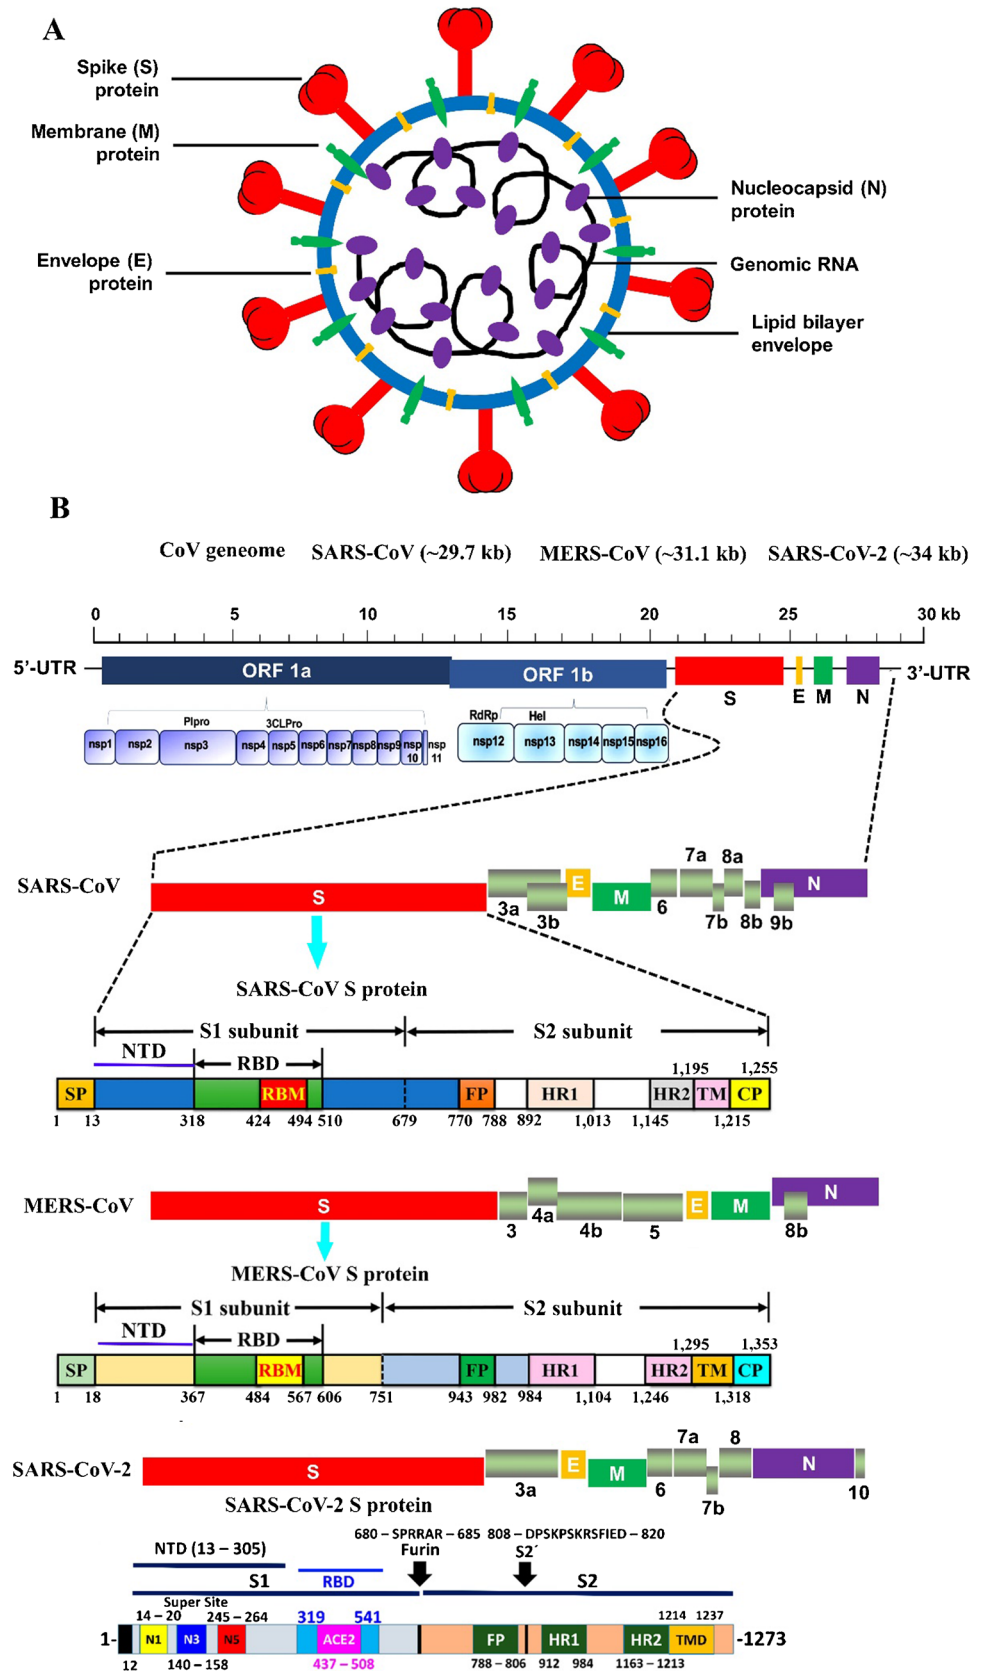 A
Spike (S)
protein
Membrane (M)
protein
Envelope (E)
protein
Nucleocapsid (N)
protein
Genomic RNA
Lipid bilayer
envelope
B
CoV geneome SARS-CoV (~29.7 kb) MERS-CoV (~31.1 kb) SARS-CoV-2 (~34 kb)
0 5 10 15 20 25 30 kb
5'-UTR ORF 1a ORF 1b 3'-UTR
S E M N
Plpro 3CLPro RdRp Hel
nsp1 nsp2 nsp3 nsp4 nsp5 nsp6 nsp7 nsp8 nsp9 nsp 10 nsp 11 nsp12 nsp13 nsp14 nsp15 nsp16
7a 8a
SARS-CoV S E M N
3a 3b 6 7b 8b 9b
SARS-CoV S protein
S1 subunit S2 subunit
NTD RBD 1,195 1,255
SP RBM FP HR1 HR2 TM CP
1 13 318 424 494 510 679 770 788 892 1,013 1,145 1,215
MERS-CoV S E M N
3 4a 4b 5 8b
MERS-CoV S protein
S1 subunit S2 subunit
NTD RBD 1,295 1,353
SP RBM FP HR1 HR2 TM CP
1 18 367 484 567 606 751 943 982 984 1,104 1,246 1,318
7a 8
SARS-CoV-2 S E M N
3a 6 7b 10
SARS-CoV-2 S protein
680 – SPRRAR – 685 808 – DPSKPSKRSFIED – 820
NTD (13 – 305) Furin S2´
S1 RBD S2
Super Site
14 – 20 245 – 264 319 541 1214 1237
1- N1 N3 N5 ACE2 FP HR1 HR2 TMD -1273
12 140 – 158 437 – 508 788 – 806 912 984 1163 – 1213